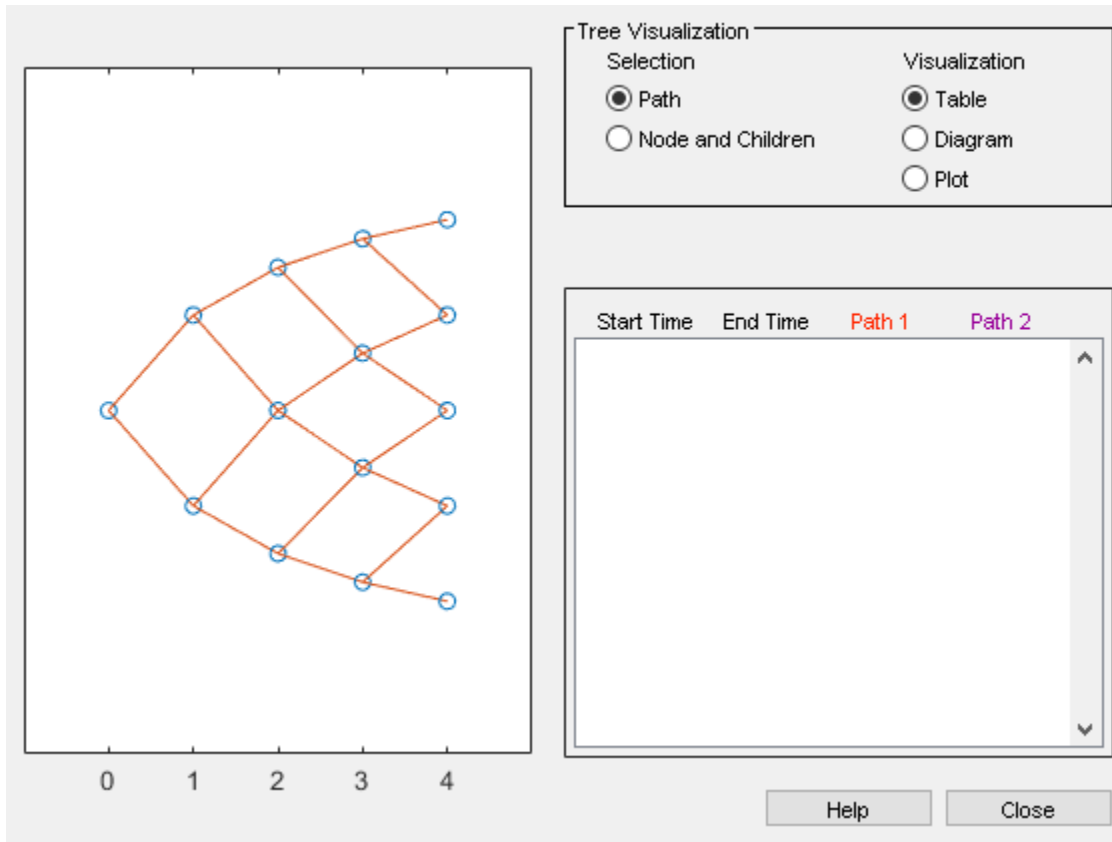 Tree Visualization
Selection
Visualization
Path
Table
Node and Children
Diagram
Plot
Start Time End Time Path 1 Path 2
0 1 2 3 4
Help
Close